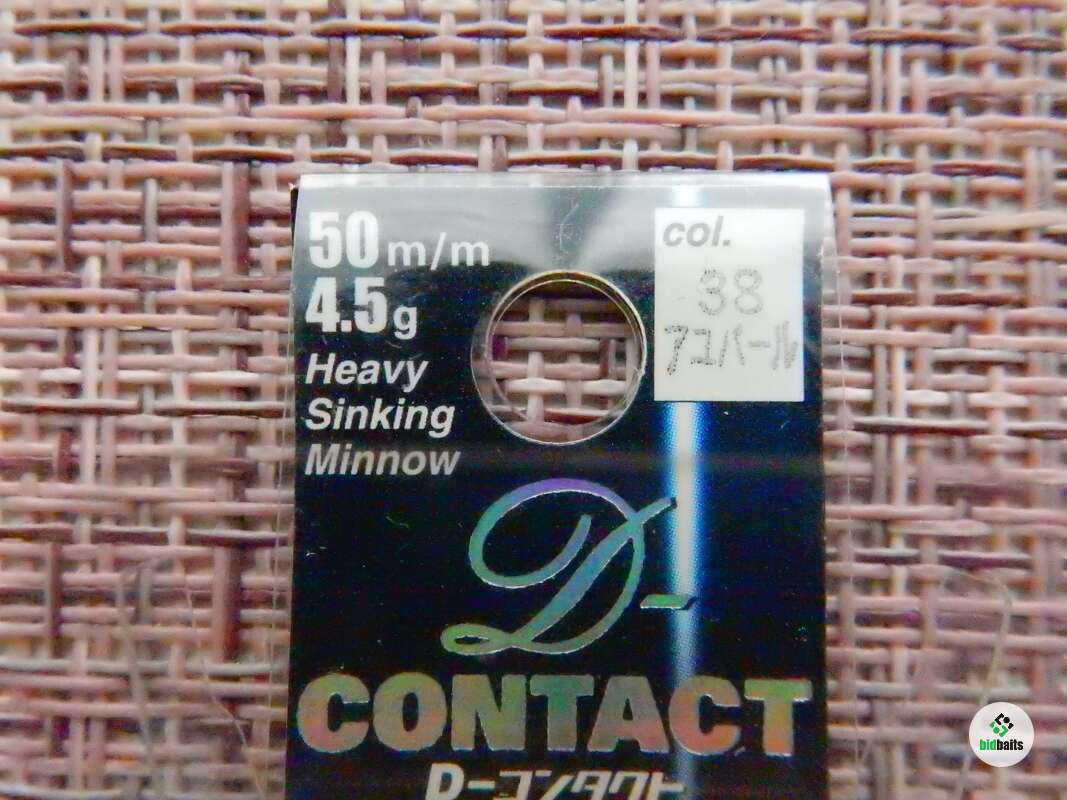 50m/m
4.5g
Heavy
Sinking
Minnow
col.
38
アユパール
D-
CONTACT
D-コンタクト
bidbaits